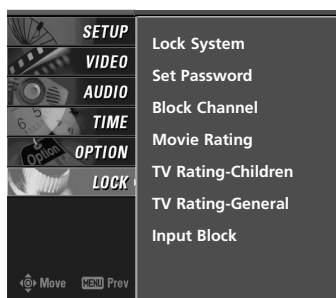 SETUP
VIDEO
AUDIO
TIME
OPTION
LOCK
Lock System
Set Password
Block Channel
Movie Rating
TV Rating-Children
TV Rating-General
Input Block
Move MENU Prev